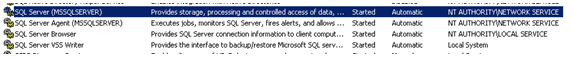 SQL Server (MSSQLSERVER) Provides storage, processing and controlled access of data, ... Started Automatic NT AUTHORITY\NETWORK SERVICE
SQL Server Agent (MSSQLSERVER) Executes jobs, monitors SQL Server, fires alerts, and allows ... Started Automatic NT AUTHORITY\NETWORK SERVICE
SQL Server Browser Provides SQL Server connection information to client comput... Started Automatic NT AUTHORITY\LOCAL SERVICE
SQL Server VSS Writer Provides the interface to backup/restore Microsoft SQL serv... Started Automatic Local System